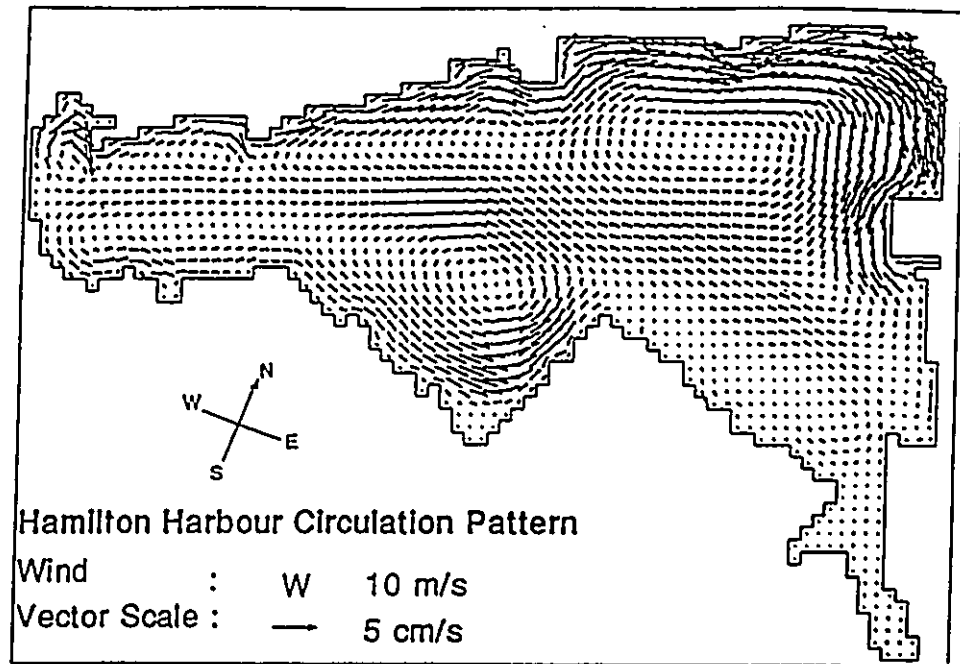 N
W
E
S
Hamilton Harbour Circulation Pattern
Wind : W 10 m/s
Vector Scale : 5 cm/s